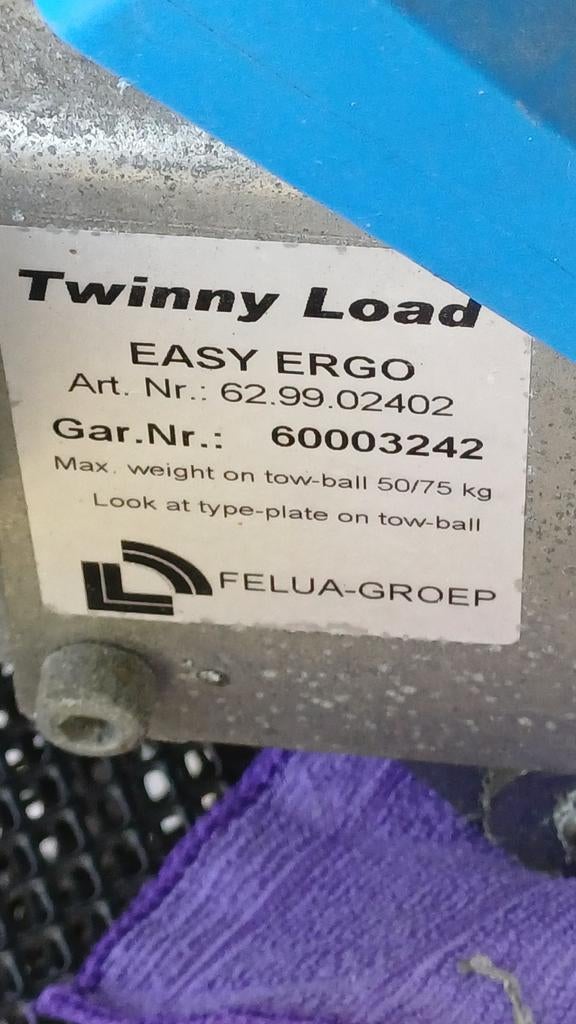 Twinny Load
EASY ERGO
Art. Nr.: 62.99.02402
Gar.Nr.: 60003242
Max. weight on tow-ball 50/75 kg
Look at type-plate on tow-ball
FELUA-GROEP